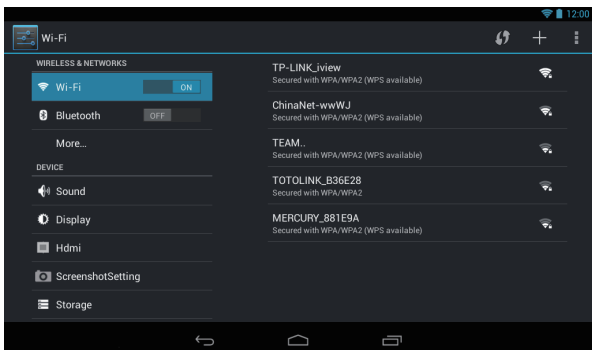 12:00
Wi-Fi
WIRELESS & NETWORKS
Wi-Fi ON
Bluetooth OFF
More...
DEVICE
Sound
Display
Hdmi
ScreenshotSetting
Storage
TP-LINK_iview
Secured with WPA/WPA2 (WPS available)
ChinaNet-wwWJ
Secured with WPA/WPA2 (WPS available)
TEAM..
Secured with WPA/WPA2 (WPS available)
TOTOLINK_B36E28
Secured with WPA/WPA2
MERCURY_881E9A
Secured with WPA/WPA2 (WPS available)